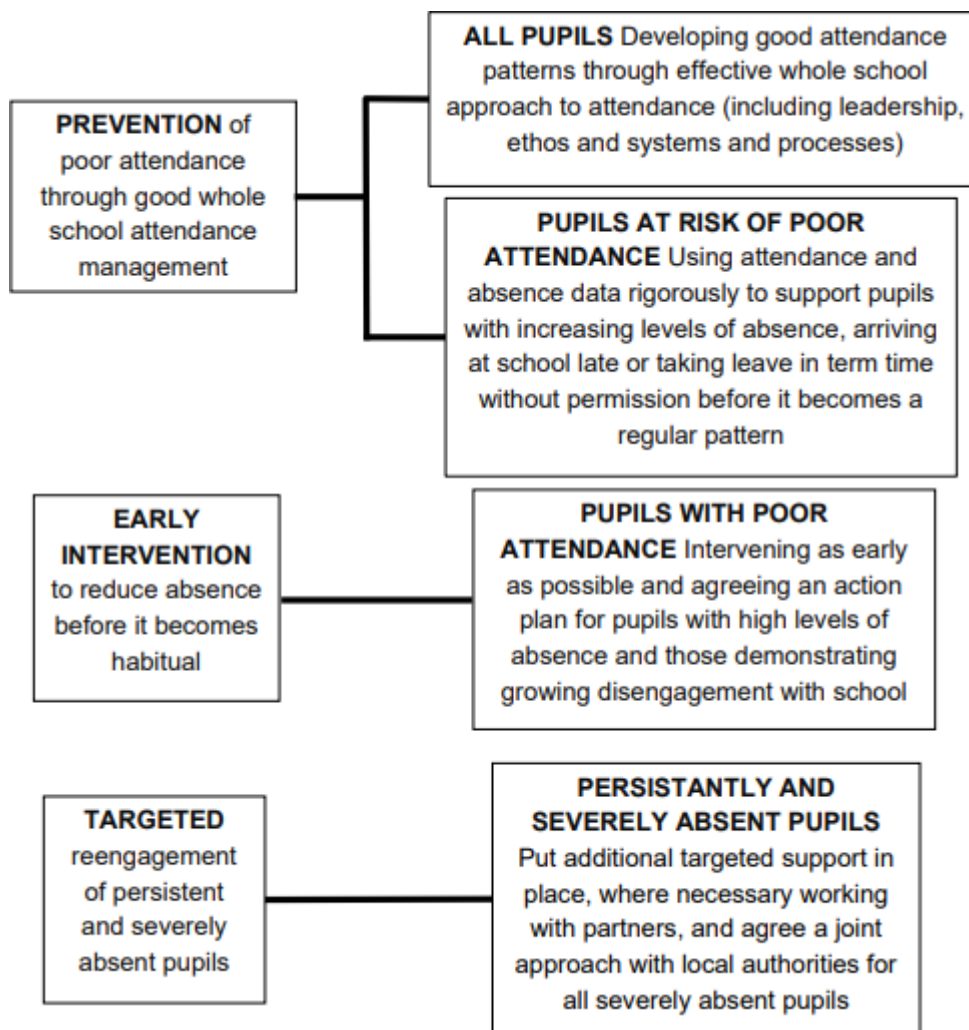 PREVENTION of
poor attendance
through good whole
school attendance
management
ALL PUPILS Developing good attendance
patterns through effective whole school
approach to attendance (including leadership,
ethos and systems and processes)
PUPILS AT RISK OF POOR
ATTENDANCE Using attendance and
absence data rigorously to support pupils
with increasing levels of absence, arriving
at school late or taking leave in term time
without permission before it becomes a
regular pattern
EARLY
INTERVENTION
to reduce absence
before it becomes
habitual
PUPILS WITH POOR
ATTENDANCE Intervening as early
as possible and agreeing an action
plan for pupils with high levels of
absence and those demonstrating
growing disengagement with school
TARGETED
reengagement
of persistent
and severely
absent pupils
PERSISTANTLY AND
SEVERELY ABSENT PUPILS
Put additional targeted support in
place, where necessary working
with partners, and agree a joint
approach with local authorities for
all severely absent pupils